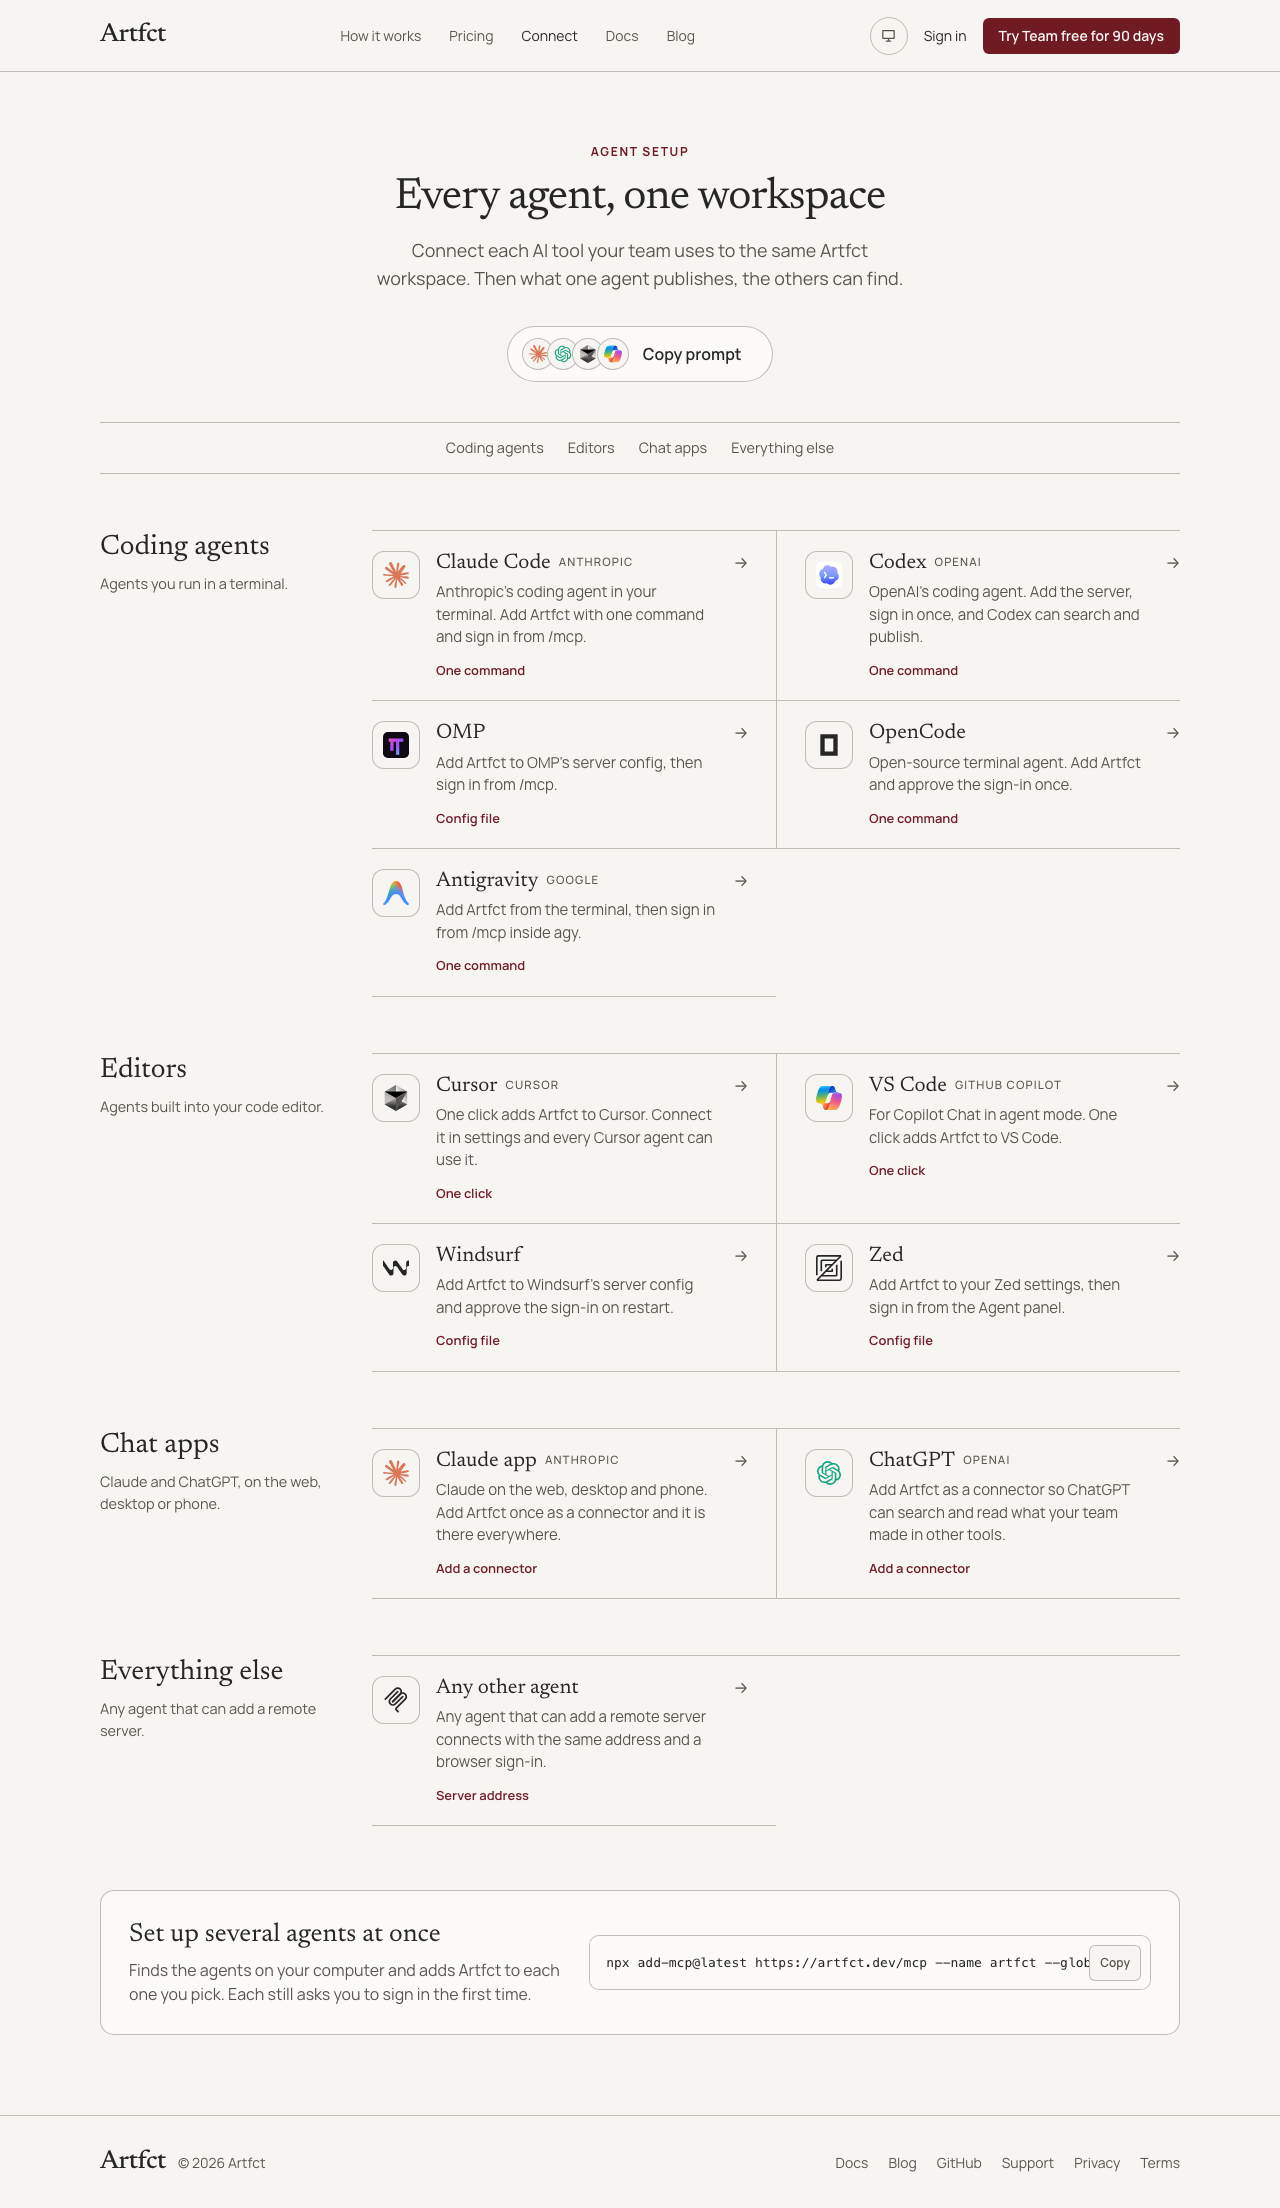 Artfct
How it works
Pricing
Connect
Docs
Blog
Sign in
Try Team free for 90 days
AGENT SETUP
Every agent, one workspace
Connect each AI tool your team uses to the same Artfct
workspace. Then what one agent publishes, the others can find.
Copy prompt
Coding agents
Editors
Chat apps
Everything else
Coding agents
Agents you run in a terminal.
Claude Code ANTHROPIC
Anthropic's coding agent in your
terminal. Add Artfct with one command
and sign in from /mcp.
One command
Codex OPENAI
OpenAI's coding agent. Add the server,
sign in once, and Codex can search and
publish.
One command
OMP
Add Artfct to OMP's server config, then
sign in from /mcp.
Config file
OpenCode
Open-source terminal agent. Add Artfct
and approve the sign-in once.
One command
Antigravity GOOGLE
Add Artfct from the terminal, then sign in
from /mcp inside agy.
One command
Editors
Agents built into your code editor.
Cursor CURSOR
One click adds Artfct to Cursor. Connect
it in settings and every Cursor agent can
use it.
One click
VS Code GITHUB COPILOT
For Copilot Chat in agent mode. One
click adds Artfct to VS Code.
One click
Windsurf
Add Artfct to Windsurf's server config
and approve the sign-in on restart.
Config file
Zed
Add Artfct to your Zed settings, then
sign in from the Agent panel.
Config file
Chat apps
Claude and ChatGPT, on the web,
desktop or phone.
Claude app ANTHROPIC
Claude on the web, desktop and phone.
Add Artfct once as a connector and it is
there everywhere.
Add a connector
ChatGPT OPENAI
Add Artfct as a connector so ChatGPT
can search and read what your team
made in other tools.
Add a connector
Everything else
Any agent that can add a remote
server.
Any other agent
Any agent that can add a remote server
connects with the same address and a
browser sign-in.
Server address
Set up several agents at once
Finds the agents on your computer and adds Artfct to each
one you pick. Each still asks you to sign in the first time.
npx add-mcp@latest https://artfct.dev/mcp --name artfct --glob
Copy
Artfct © 2026 Artfct
Docs
Blog
GitHub
Support
Privacy
Terms